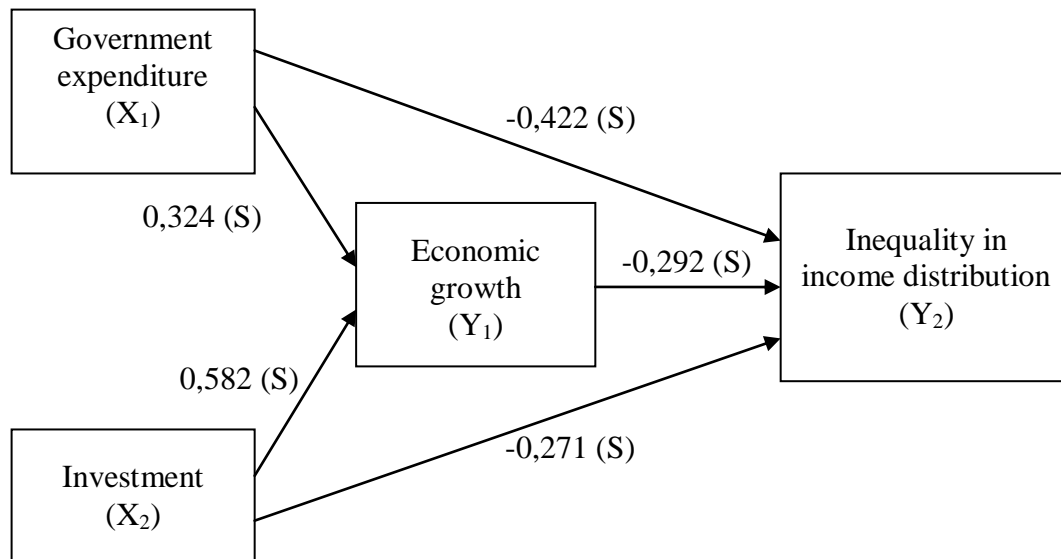 Government
expenditure
(X₁)
-0,422 (S)
0,324 (S)
Economic
growth
(Y₁)
-0,292 (S)
Inequality in
income distribution
(Y₂)
0,582 (S)
-0,271 (S)
Investment
(X₂)